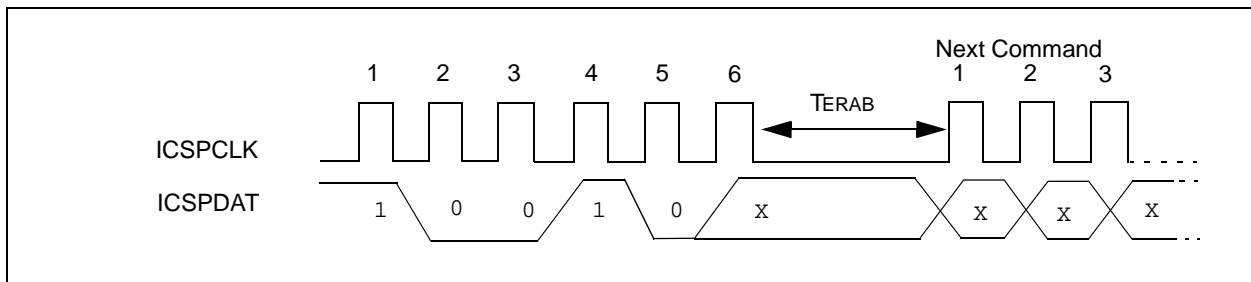 Next Command
1 2 3 4 5 6 1 2 3
TERAB
ICSPCLK
ICSPDAT
1 0 0 1 0 x x x x